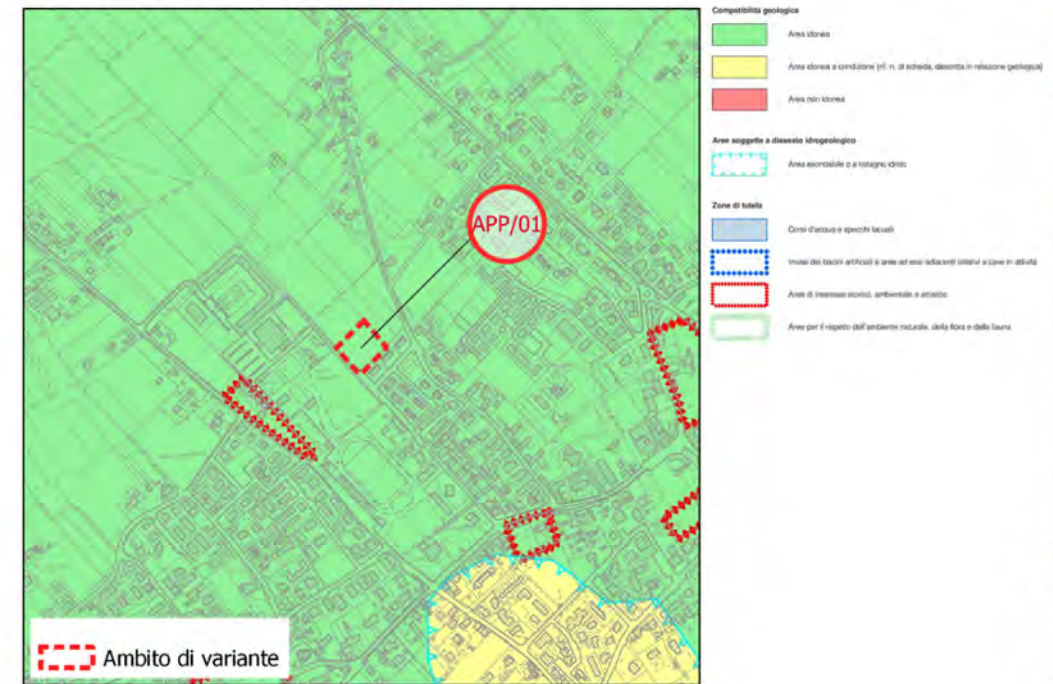 Compatibilità geologica
Area idonea
Area idonea a condizione (rif. n. di scheda, descritta in relazione geologica)
Area non idonea
Aree soggette a dissesto idrogeologico
Area esondabile o a ristagno idrico
Zone di tutela
Corsi d'acqua e specchi lacuali
Invasi dei bacini artificiali e aree ad essi adiacenti relativi a cave in attività
Aree di interesse storico, ambientale e artistico
Aree per il rispetto dell'ambiente naturale, della flora e della fauna
APP/01
Ambito di variante